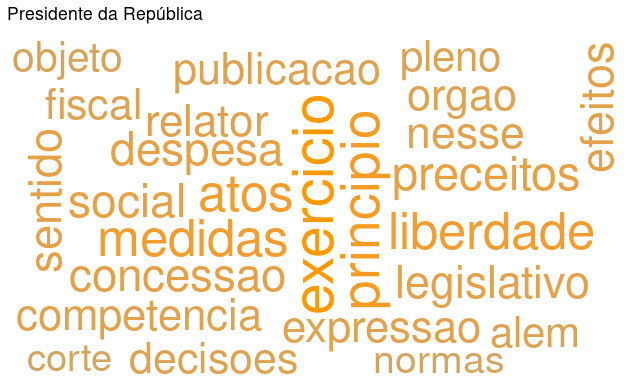 Presidente da República
objeto
publicacao
pleno
efeitos
fiscal
relator
orgao
despesa
nesse
exercicio
principio
sentido
social
atos
preceitos
medidas
liberdade
concessao
legislativo
competencia
expressao
alem
corte
decisoes
normas